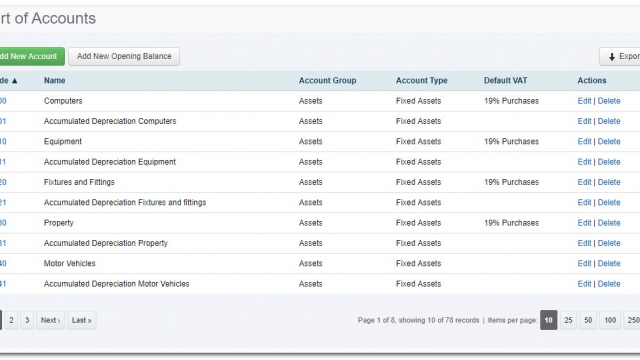 rt of Accounts
dd New Account Add New Opening Balance Expor
de ▲ Name Account Group Account Type Default VAT Actions
00 Computers Assets Fixed Assets 19% Purchases Edit | Delete
01 Accumulated Depreciation Computers Assets Fixed Assets Edit | Delete
10 Equipment Assets Fixed Assets 19% Purchases Edit | Delete
11 Accumulated Depreciation Equipment Assets Fixed Assets Edit | Delete
20 Fixtures and Fittings Assets Fixed Assets 19% Purchases Edit | Delete
21 Accumulated Depreciation Fixtures and fittings Assets Fixed Assets Edit | Delete
30 Property Assets Fixed Assets 19% Purchases Edit | Delete
31 Accumulated Depreciation Property Assets Fixed Assets Edit | Delete
40 Motor Vehicles Assets Fixed Assets Edit | Delete
41 Accumulated Depreciation Motor Vehicles Assets Fixed Assets Edit | Delete
2 3 Next › Last » Page 1 of 8, showing 10 of 78 records | Items per page: 10 25 50 100 250